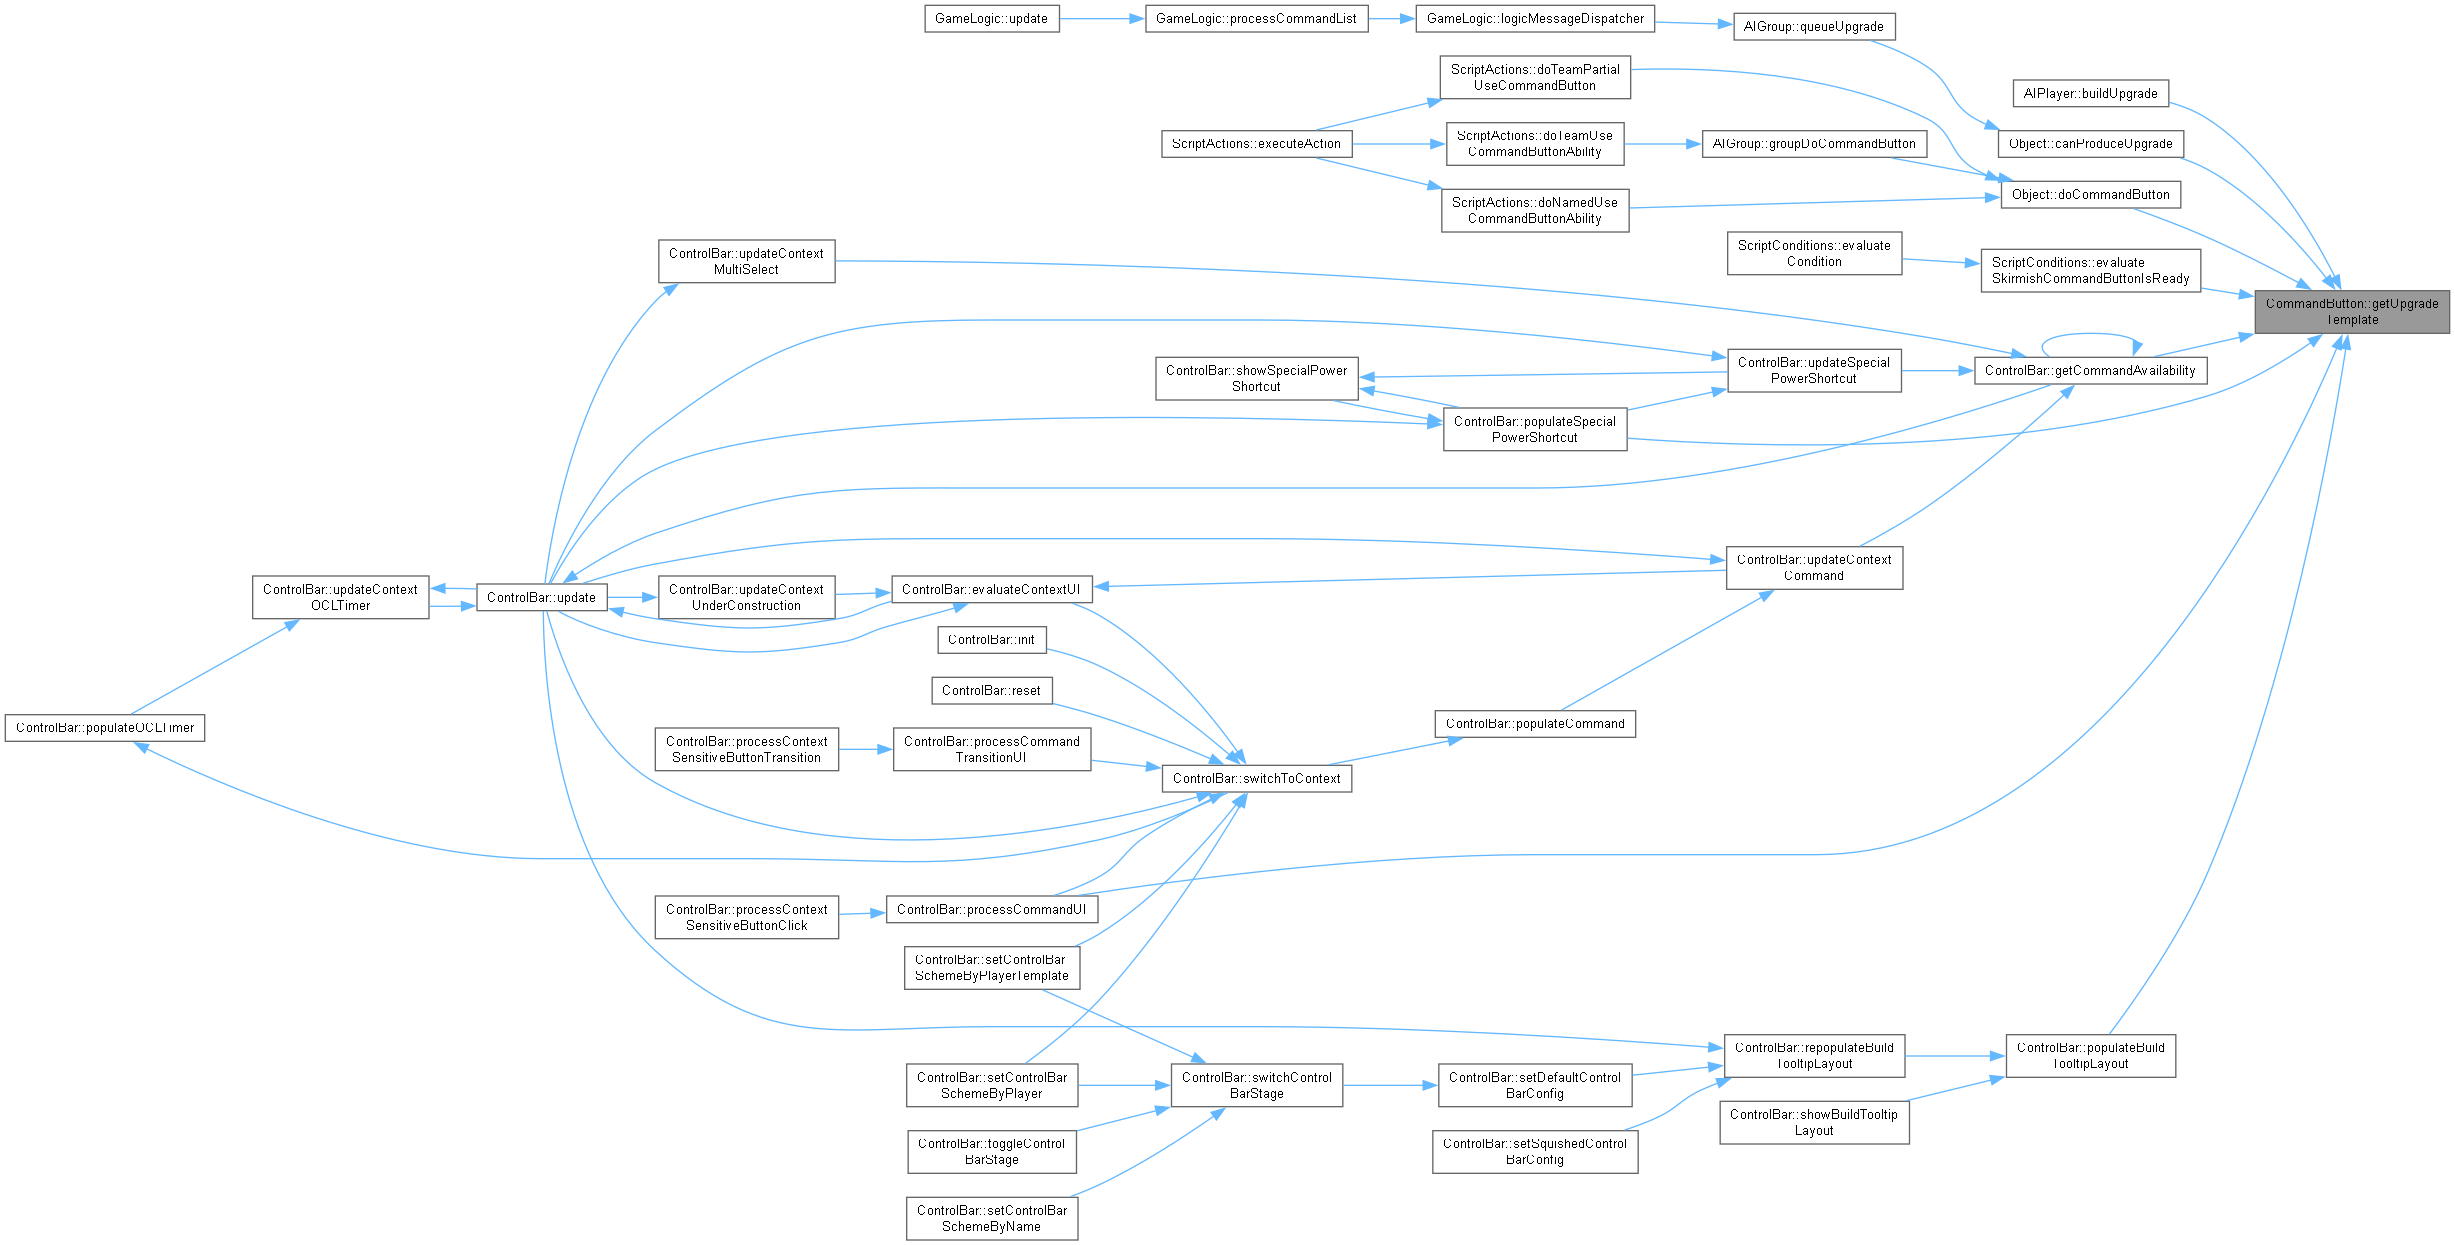 GameLogic::update
GameLogic::processCommandList
GameLogic::logicMessageDispatcher
AIGroup::queueUpgrade
ScriptActions::doTeamPartial
UseCommandButton
AIPlayer::buildUpgrade
ScriptActions::executeAction
ScriptActions::doTeamUse
CommandButtonAbility
AIGroup::groupDoCommandButton
Object::canProduceUpgrade
ScriptActions::doNamedUse
CommandButtonAbility
Object::doCommandButton
ControlBar::updateContext
MultiSelect
ScriptConditions::evaluate
Condition
ScriptConditions::evaluate
SkirmishCommandButtonIsReady
CommandButton::getUpgrade
Template
ControlBar::showSpecialPower
Shortcut
ControlBar::updateSpecial
PowerShortcut
ControlBar::getCommandAvailability
ControlBar::populateSpecial
PowerShortcut
ControlBar::updateContext
OCLTimer
ControlBar::update
ControlBar::updateContext
UnderConstruction
ControlBar::evaluateContextUI
ControlBar::updateContext
Command
ControlBar::init
ControlBar::reset
ControlBar::populateOCLTimer
ControlBar::processContext
SensitiveButtonTransition
ControlBar::processCommand
TransitionUI
ControlBar::populateCommand
ControlBar::switchToContext
ControlBar::processContext
SensitiveButtonClick
ControlBar::processCommandUI
ControlBar::setControlBar
SchemeByPlayerTemplate
ControlBar::setControlBar
SchemeByPlayer
ControlBar::switchControl
BarStage
ControlBar::setDefaultControl
BarConfig
ControlBar::repopulateBuild
TooltipLayout
ControlBar::populateBuild
TooltipLayout
ControlBar::showBuildTooltip
Layout
ControlBar::toggleControl
BarStage
ControlBar::setSquishedControl
BarConfig
ControlBar::setControlBar
SchemeByName